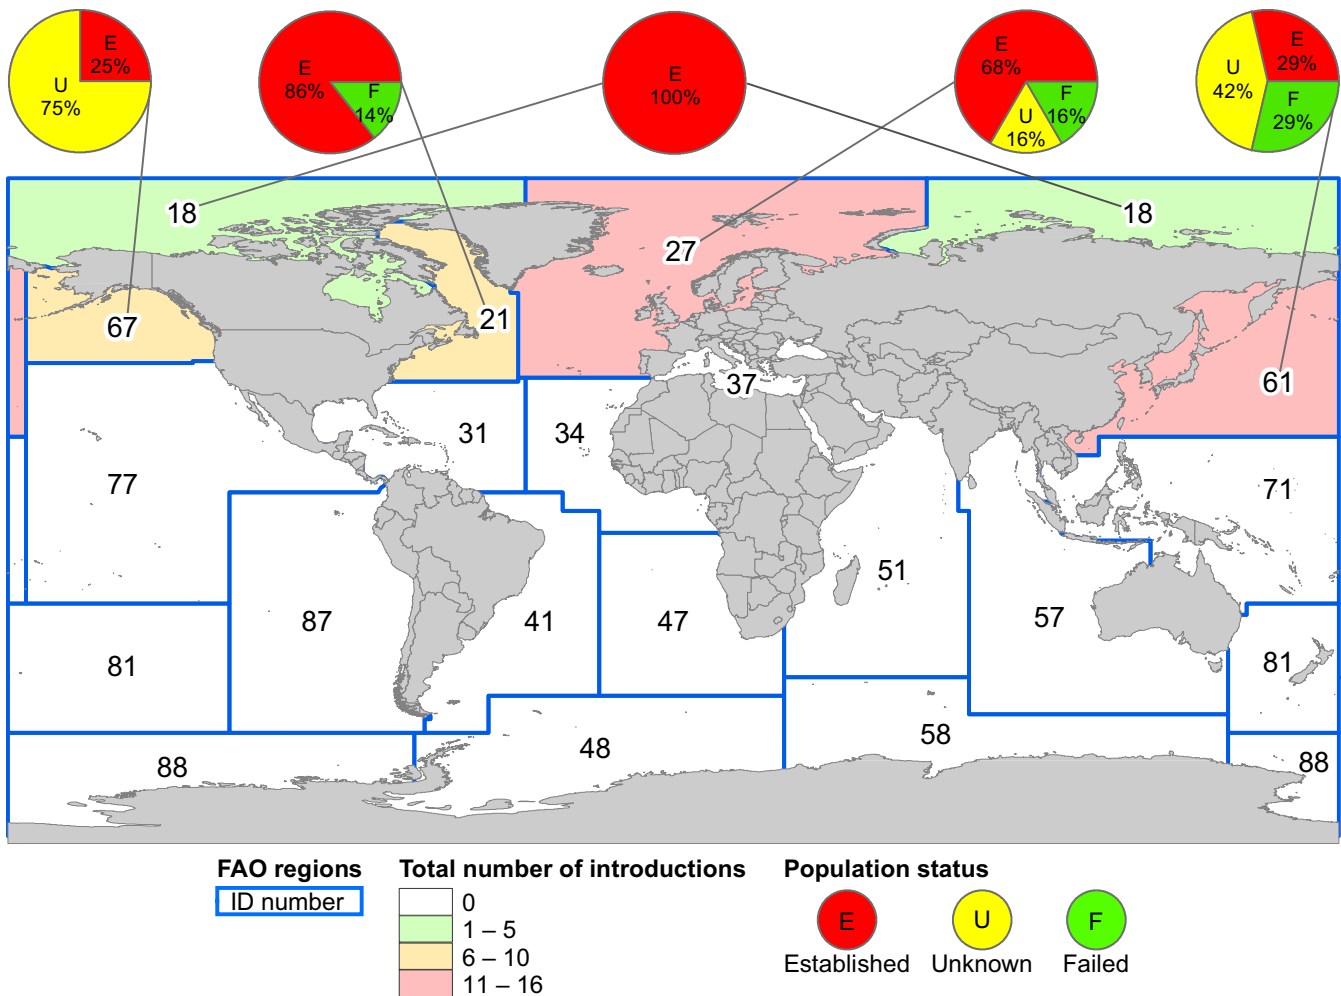 E
25%
U
75%
E
86%
F
14%
E
100%
E
68%
F
16%
U
16%
E
29%
U
42%
F
29%
18
18
27
67
21
61
37
31
34
77
71
51
87
41
47
57
81
81
48
58
88
88
FAO regions
ID number
Total number of introductions
0
1 – 5
6 – 10
11 – 16
Population status
E
U
F
Established
Unknown
Failed